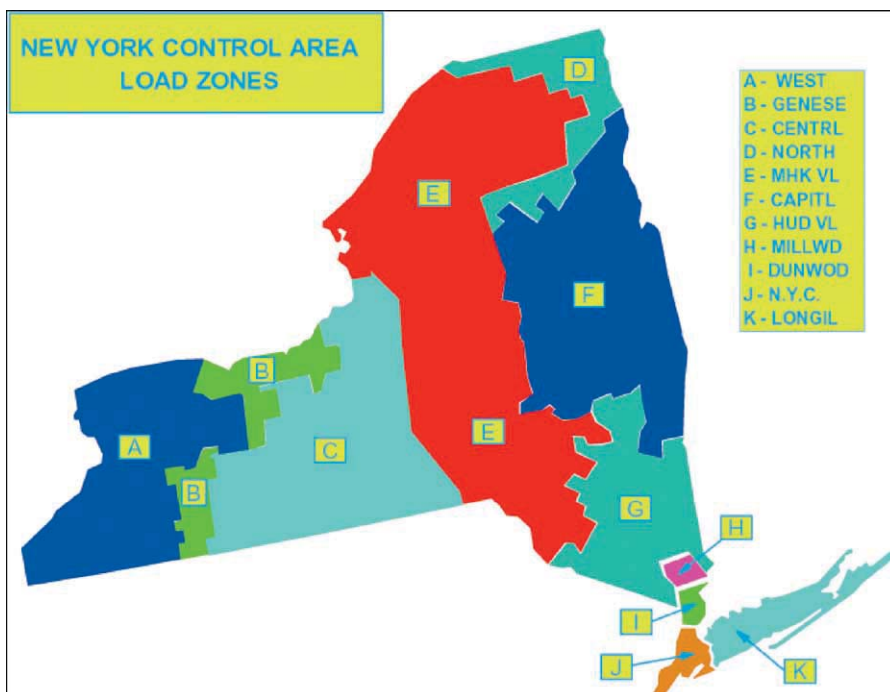 NEW YORK CONTROL AREA
LOAD ZONES
A - WEST
B - GENESE
C - CENTRL
D - NORTH
E - MHK VL
F - CAPITL
G - HUD VL
H - MILLWD
I - DUNWOD
J - N.Y.C.
K - LONGIL
D
E
F
B
A
C
E
B
G
H
I
J
K